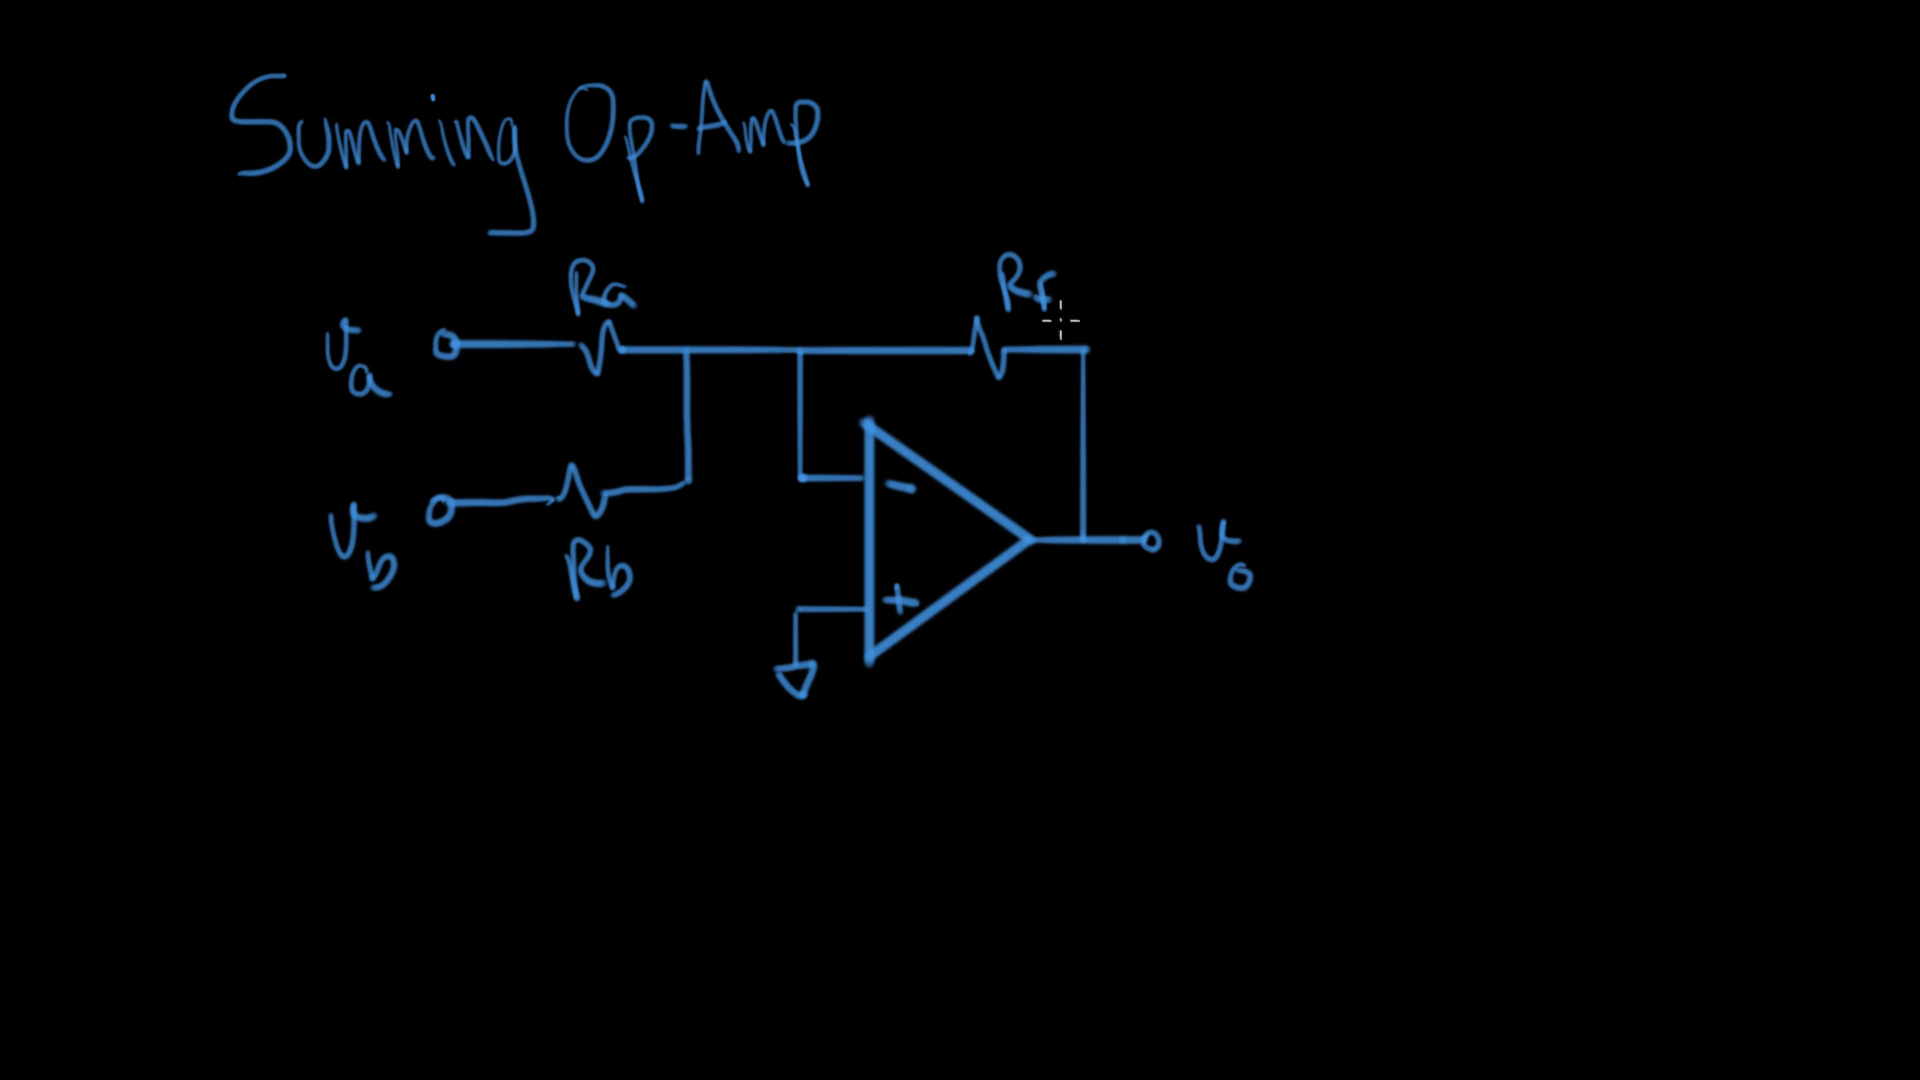 Summing Op-Amp
Ra
Rf
va
-
vb
Rb
+
vo